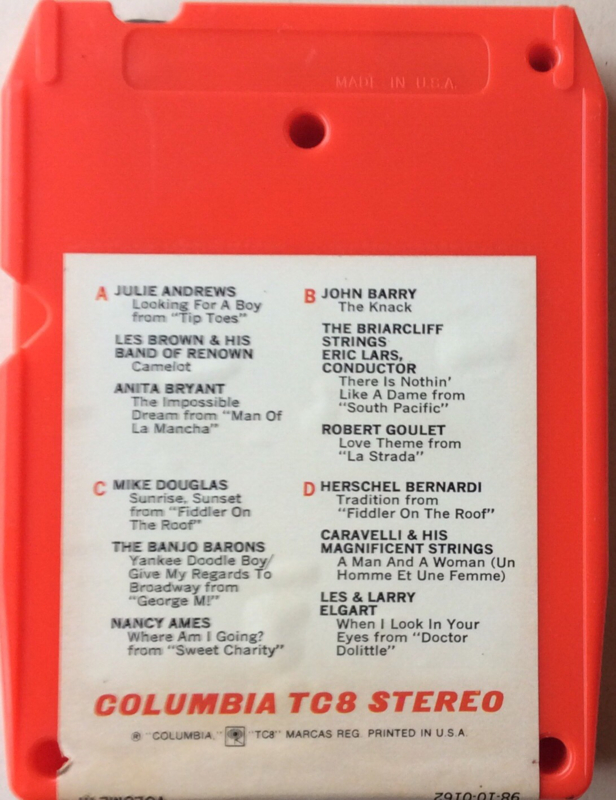 MADE IN U.S.A.
A JULIE ANDREWS
Looking For A Boy
from "Tip Toes"
LES BROWN & HIS
BAND OF RENOWN
Camelot
ANITA BRYANT
The Impossible
Dream from "Man Of
La Mancha"
B JOHN BARRY
The Knack
THE BRIARCLIFF
STRINGS
ERIC LARS,
CONDUCTOR
There Is Nothin'
Like A Dame from
"South Pacific"
ROBERT GOULET
Love Theme from
"La Strada"
C MIKE DOUGLAS
Sunrise, Sunset
from "Fiddler On
The Roof"
THE BANJO BARONS
Yankee Doodle Boy/
Give My Regards To
Broadway from
"George M!"
NANCY AMES
Where Am I Going?
from "Sweet Charity"
D HERSCHEL BERNARDI
Tradition from
"Fiddler On The Roof"
CARAVELLI & HIS
MAGNIFICENT STRINGS
A Man And A Woman (Un
Homme Et Une Femme)
LES & LARRY
ELGART
When I Look In Your
Eyes from "Doctor
Dolittle"
COLUMBIA TC8 STEREO
® "COLUMBIA," "TC8" MARCAS REG. PRINTED IN U.S.A.
98-10-0162